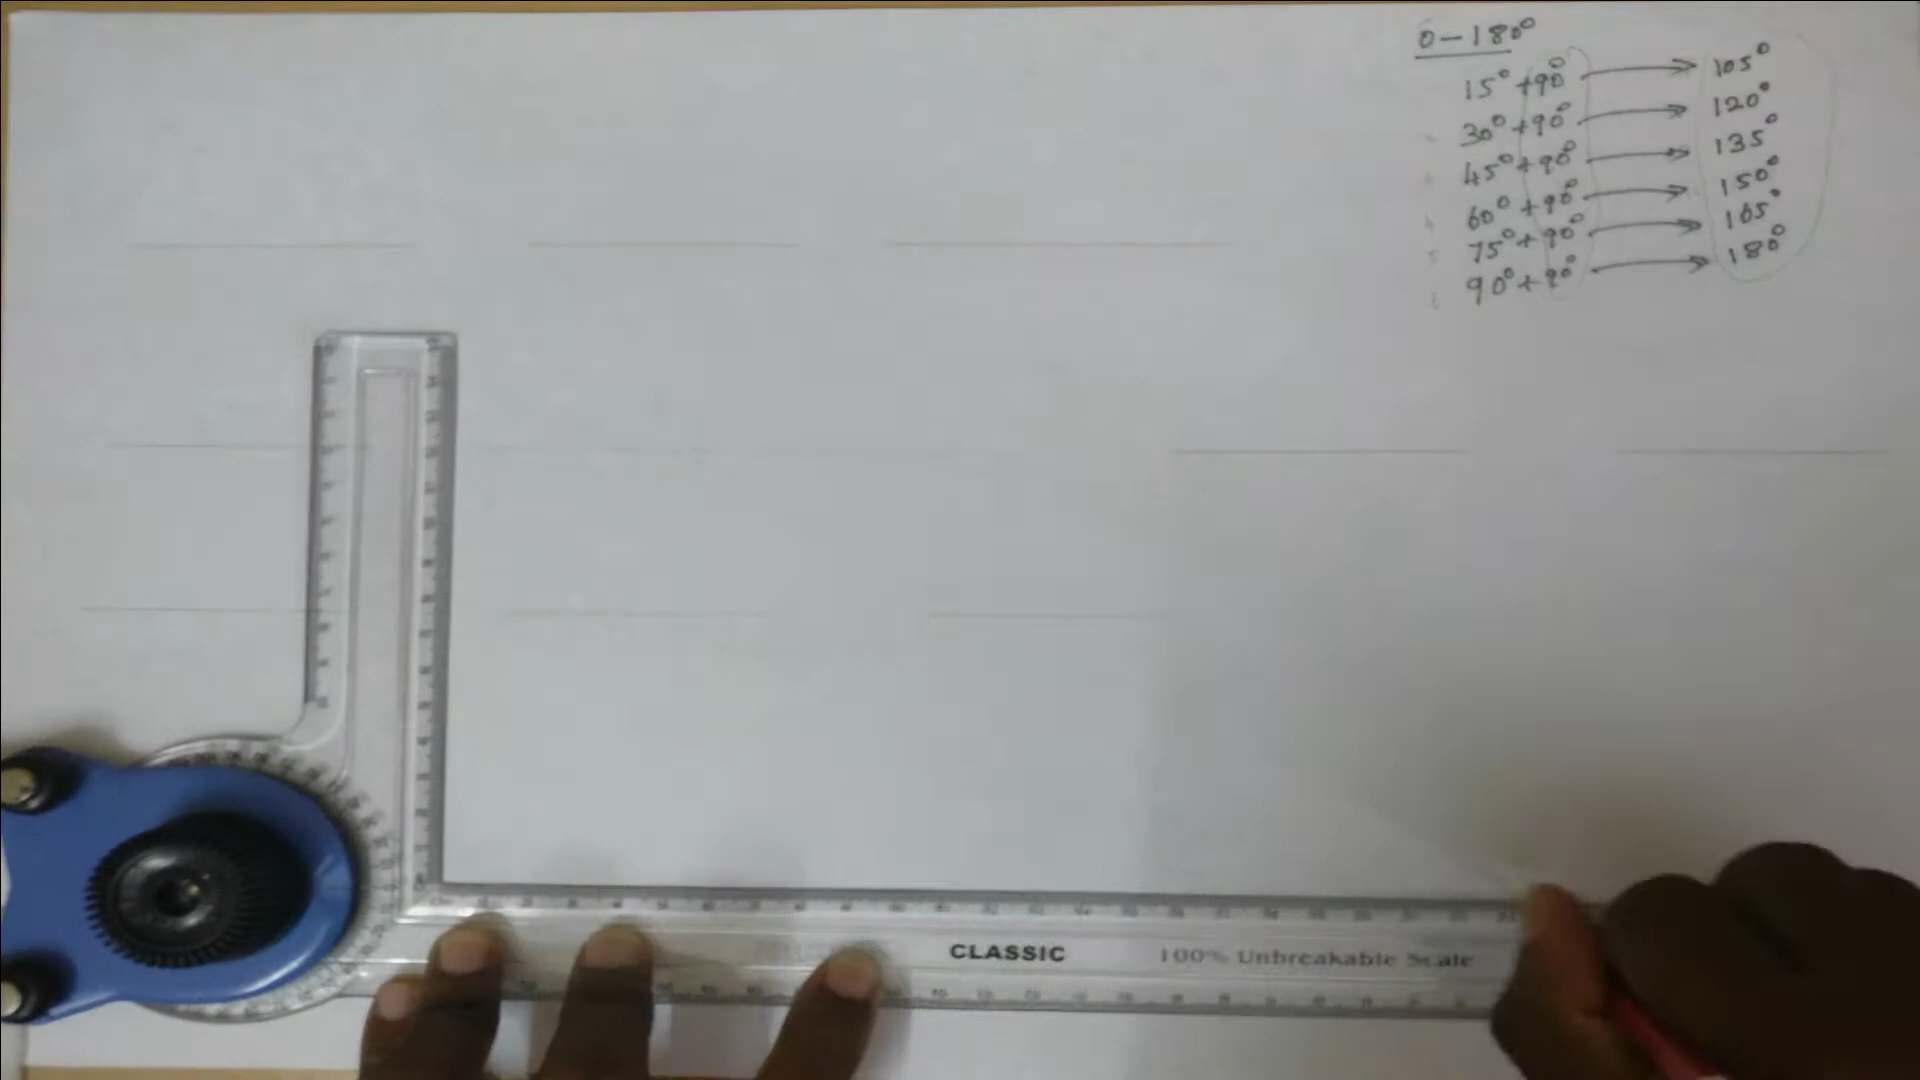 0-180°
15° +90° → 105°
30° +90° → 120°
45° +90° → 135°
60° +90° → 150°
75° +90° → 165°
90° +90° → 180°
CLASSIC 100% Unbreakable Scale